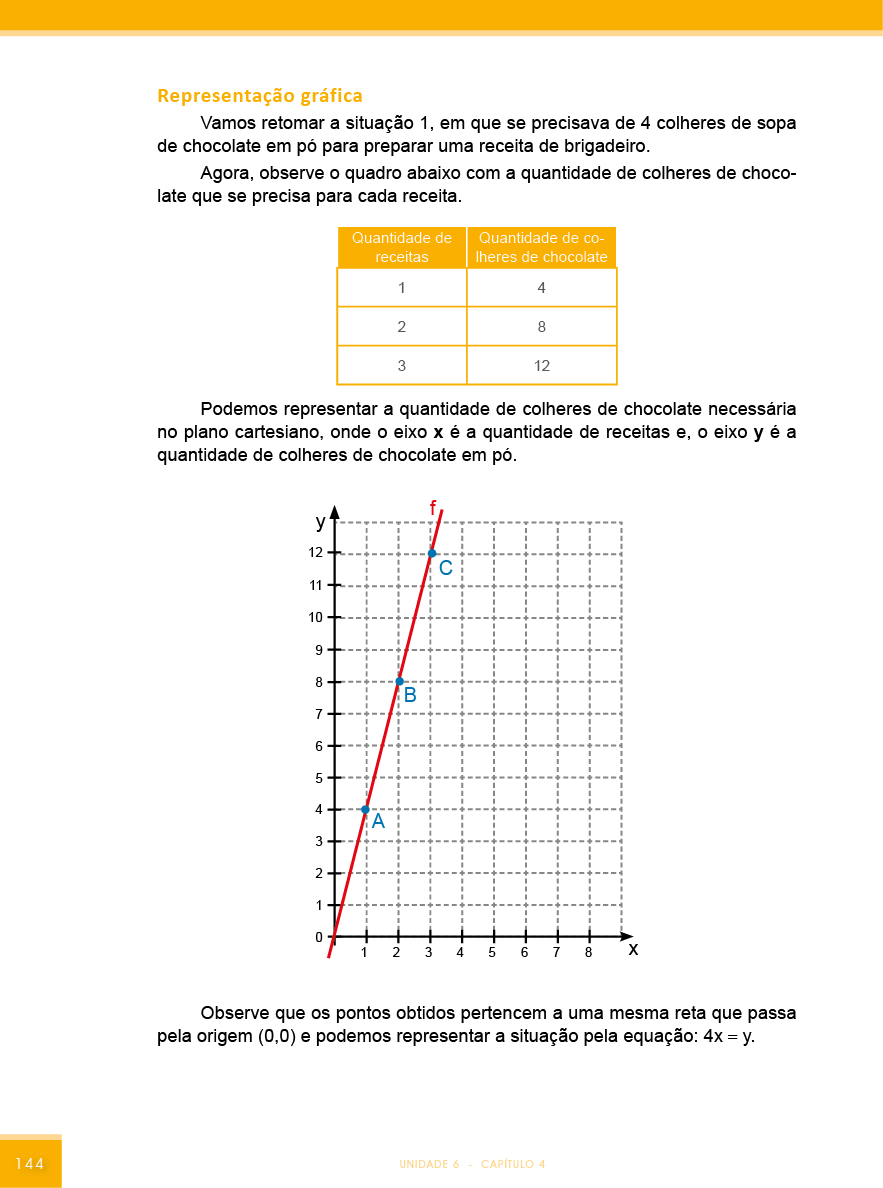 Representação gráfica
Vamos retomar a situação 1, em que se precisava de 4 colheres de sopa
de chocolate em pó para preparar uma receita de brigadeiro.
Agora, observe o quadro abaixo com a quantidade de colheres de choco-
late que se precisa para cada receita.
Quantidade de receitas
Quantidade de co-
lheres de chocolate
1 4
2 8
3 12
Podemos representar a quantidade de colheres de chocolate necessária
no plano cartesiano, onde o eixo x é a quantidade de receitas e, o eixo y é a
quantidade de colheres de chocolate em pó.
f
y
12
C
11
10
9
8
B
7
6
5
4
A
3
2
1
0
1 2 3 4 5 6 7 8 x
Observe que os pontos obtidos pertencem a uma mesma reta que passa
pela origem (0,0) e podemos representar a situação pela equação: 4x = y.
144
UNIDADE 6 - CAPÍTULO 4